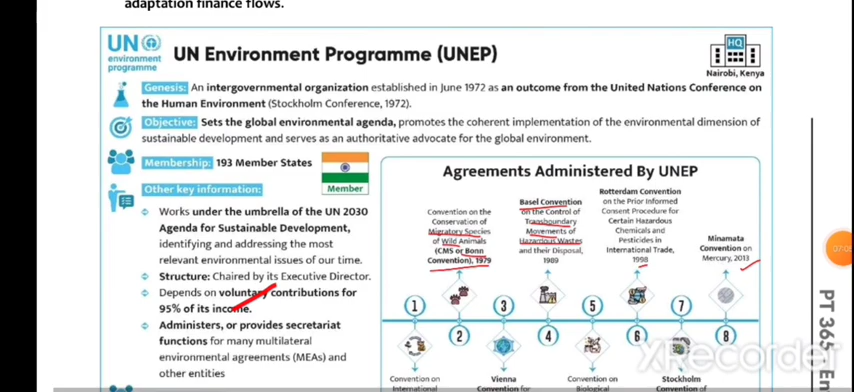 adaptation finance flows.
UN
environment
programme
UN Environment Programme (UNEP)
HQ
Nairobi, Kenya
Genesis: An intergovernmental organization established in June 1972 as an outcome from the United Nations Conference on
the Human Environment (Stockholm Conference, 1972).
Objective: Sets the global environmental agenda, promotes the coherent implementation of the environmental dimension of
sustainable development and serves as an authoritative advocate for the global environment.
Membership: 193 Member States
Member
Other key information:
Works under the umbrella of the UN 2030
Agenda for Sustainable Development,
identifying and addressing the most
relevant environmental issues of our time.
Structure: Chaired by its Executive Director.
Depends on voluntary contributions for
95% of its income.
Administers, or provides secretariat
functions for many multilateral
environmental agreements (MEAs) and
other entities
Agreements Administered By UNEP
Convention on the
Conservation of
Migratory Species
of Wild Animals
(CMS or Bonn
Convention), 1979
Basel Convention
on the Control of
Transboundary
Movements of
Hazardous Wastes
and their Disposal,
1989
Rotterdam Convention
on the Prior Informed
Consent Procedure for
Certain Hazardous
Chemicals and
Pesticides in
International Trade,
1998
Minamata
Convention on
Mercury, 2013
1
2
3
4
5
6
7
8
Convention on
International
Vienna
Convention for
Convention on
Biological
Stockholm
Convention of
PT 365 - En
XRecorder